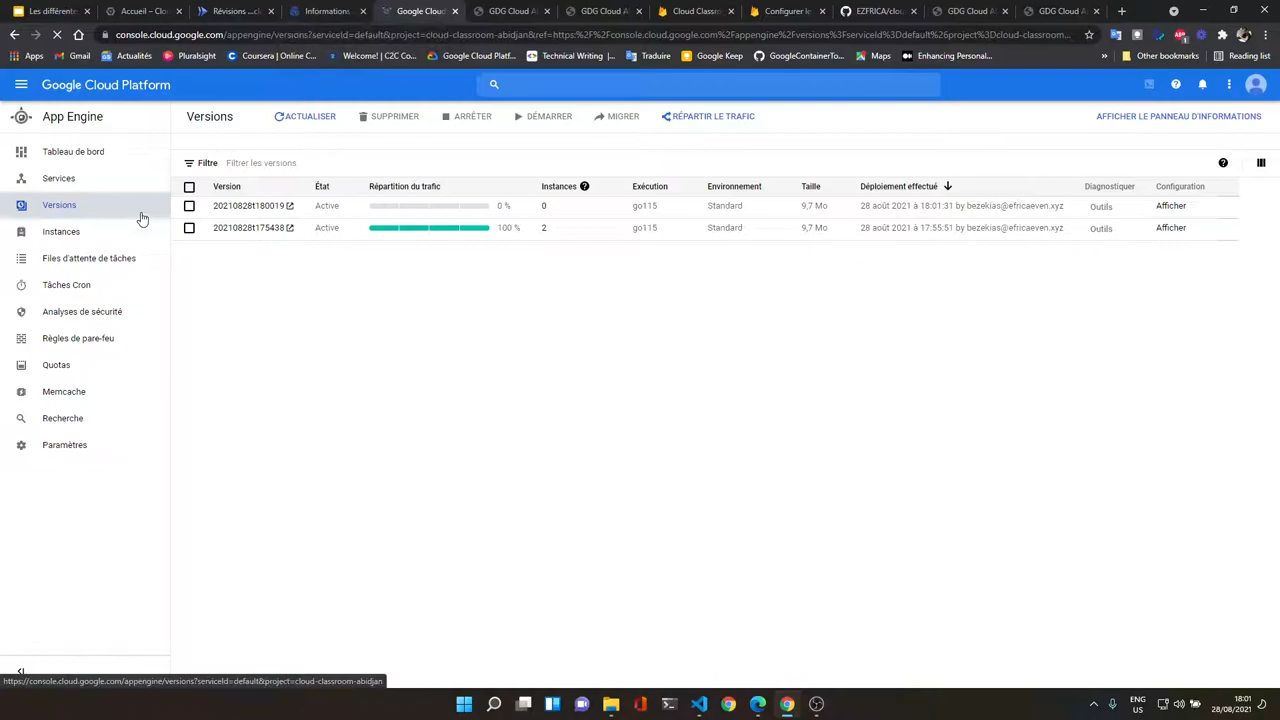 Les différents
Accueil – Clo
Révisions ...clo
Informations
Google Cloud
GDG Cloud A
GDG Cloud A
Cloud Classr
Configurer le
EZFRICA/clo
GDG Cloud A
GDG Cloud A
console.cloud.google.com/appengine/versions?serviceId=default&project=cloud-classroom-abidjan&ref=https:%2F%2Fconsole.cloud.google.com%2Fappengine%2Fversions%3FserviceId%3Ddefault%26project%3Dcloud-classroom...
Apps
Gmail
Actualités
Pluralsight
Coursera | Online C...
Welcome! | C2C Co...
Google Cloud Platf...
Technical Writing |...
Traduire
Google Keep
GoogleContainerTo...
Maps
Enhancing Personal...
»
Other bookmarks
Reading list
Google Cloud Platform
App Engine
Versions
ACTUALISER
SUPPRIMER
ARRÊTER
DÉMARRER
MIGRER
RÉPARTIR LE TRAFIC
AFFICHER LE PANNEAU D'INFORMATIONS
Tableau de bord
Services
Versions
Instances
Files d'attente de tâches
Tâches Cron
Analyses de sécurité
Règles de pare-feu
Quotas
Memcache
Recherche
Paramètres
Filtre Filtrer les versions
Version État Répartition du trafic Instances Exécution Environnement Taille Déploiement effectué Diagnostiquer Configuration
20210828t180019 Active 0 % 0 go115 Standard 9,7 Mo 28 août 2021 à 18:01:31 by bezekias@efricaeven.xyz Outils Afficher
20210828t175438 Active 100 % 2 go115 Standard 9,7 Mo 28 août 2021 à 17:55:51 by bezekias@efricaeven.xyz Outils Afficher
https://console.cloud.google.com/appengine/versions?serviceId=default&project=cloud-classroom-abidjan
ENG
US
18:01
28/08/2021